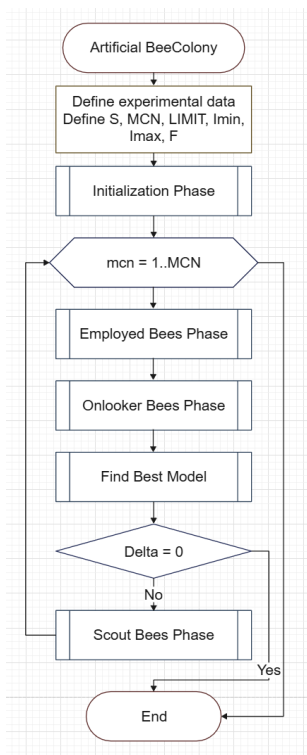 Artificial BeeColony
Define experimental data
Define S, MCN, LIMIT, Imin,
Imax, F
Initialization Phase
mcn = 1..MCN
Employed Bees Phase
Onlooker Bees Phase
Find Best Model
Delta = 0
No
Scout Bees Phase
Yes
End